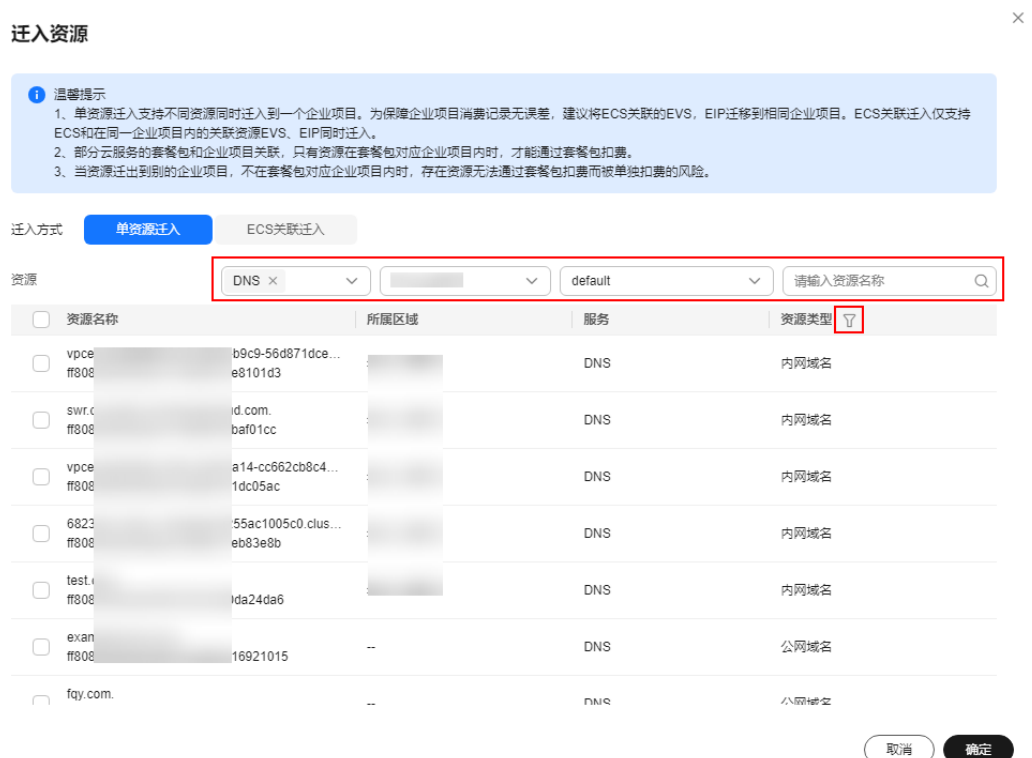 迁入资源
温馨提示
1、单资源迁入支持不同资源同时迁入到一个企业项目。为保障企业项目消费记录无误差，建议将ECS关联的EVS，EIP迁移到相同企业项目。ECS关联迁入仅支持
ECS和在同一企业项目内的关联资源EVS、EIP同时迁入。
2、部分云服务的套餐包和企业项目关联，只有资源在套餐包对应企业项目内时，才能通过套餐包扣费。
3、当资源迁出到别的企业项目，不在套餐包对应企业项目内时，存在资源无法通过套餐包扣费而被单独扣费的风险。
迁入方式 单资源迁入 ECS关联迁入
资源 DNS default 请输入资源名称
资源名称 所属区域 服务 资源类型
vpce b9c9-56d871dce...
DNS 内网域名
ff808 e8101d3
swr. d.com.
DNS 内网域名
ff808 baf01cc
vpce a14-cc662cb8c4...
DNS 内网域名
ff808 1dc05ac
6823 55ac1005c0.clus...
DNS 内网域名
ff808 eb83e8b
test.
DNS 内网域名
ff808 da24da6
exam
-- DNS 公网域名
ff808 16921015
fqy.com.
-- DNS 公网域名
取消 确定